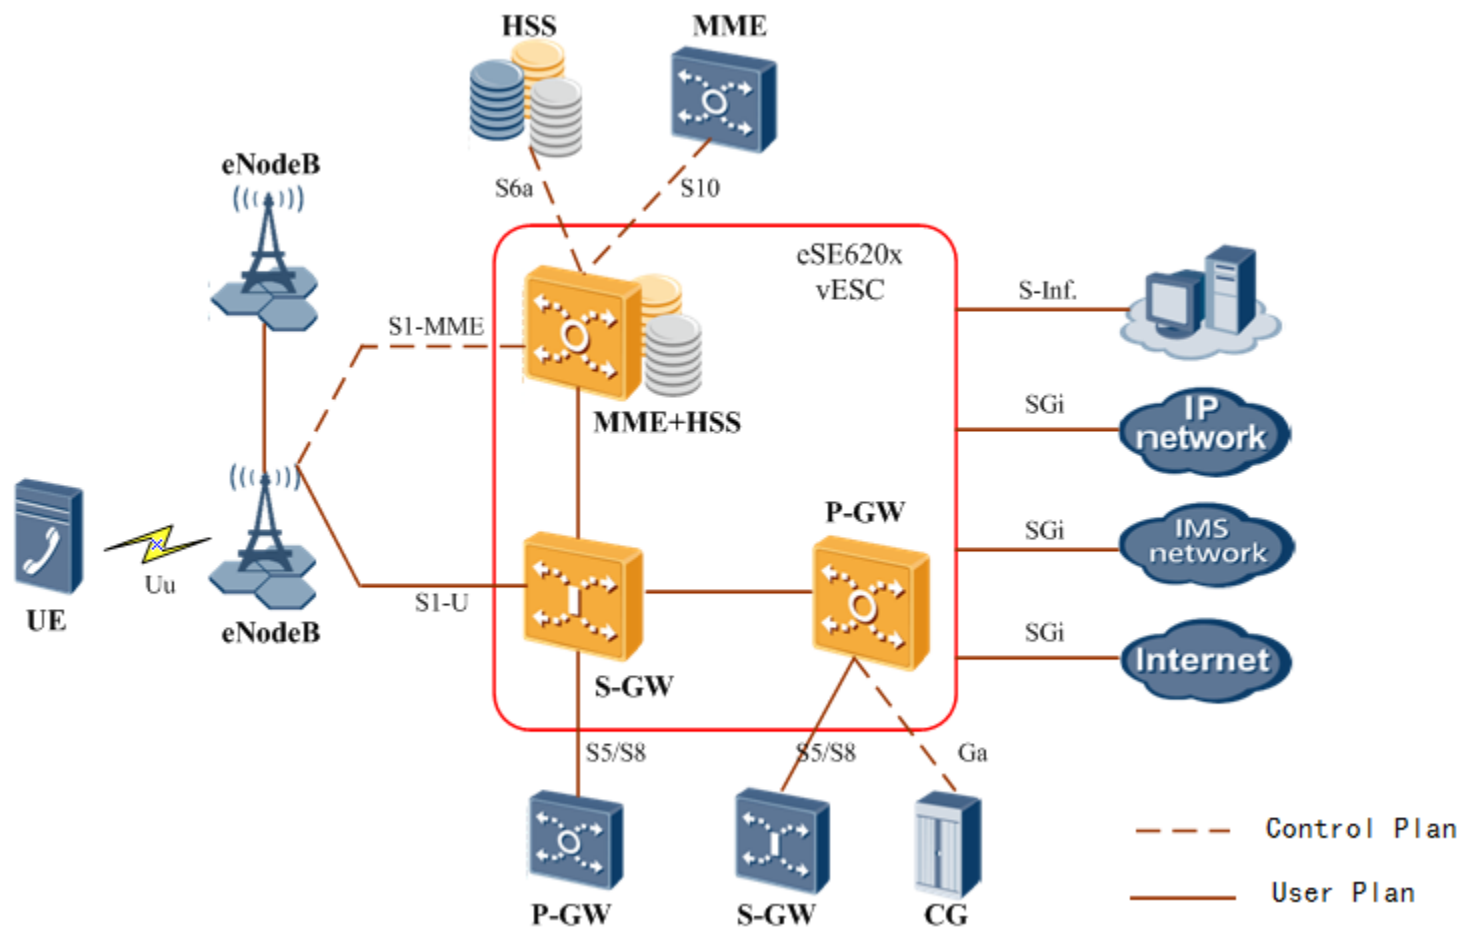 HSS
MME
eNodeB
S6a
S10
eSE620x
vESC
S-Inf.
S1-MME
MME+HSS
SGi
IP
network
P-GW
SGi
IMS
network
Uu
S1-U
UE
eNodeB
S-GW
SGi
Internet
S5/S8
S5/S8
Ga
P-GW
S-GW
CG
Control Plan
User Plan